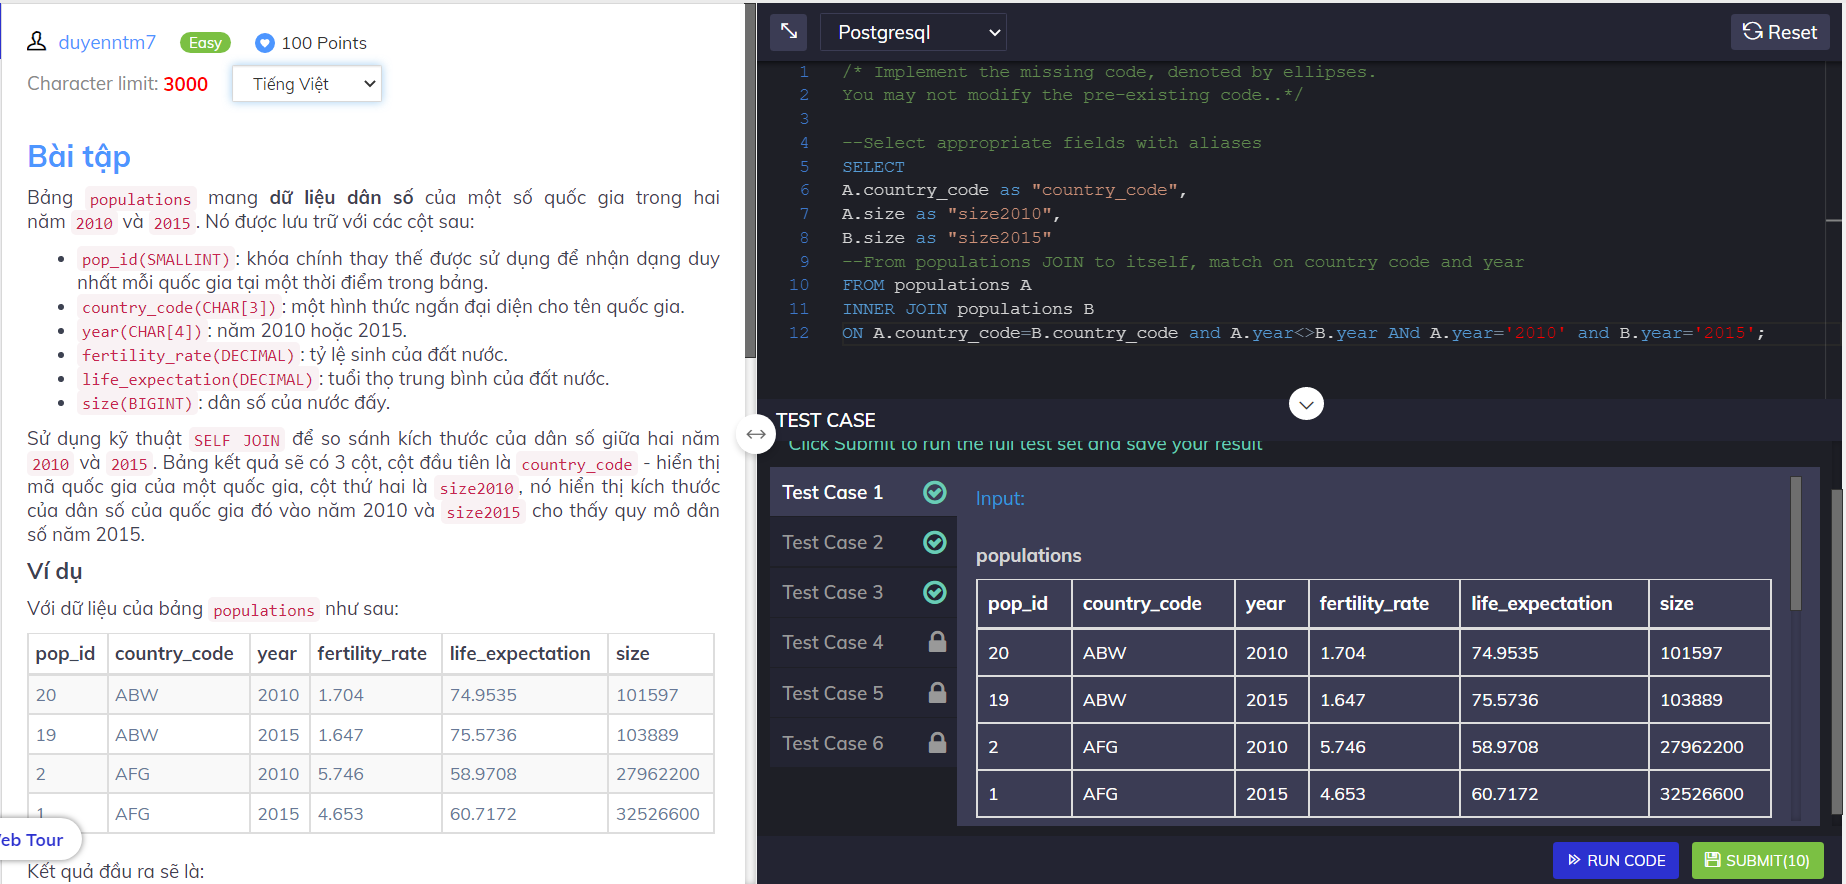 duyenntm7 Easy 100 Points
Character limit: 3000 Tiếng Việt
Bài tập
Bảng populations mang dữ liệu dân số của một số quốc gia trong hai
năm 2010 và 2015. Nó được lưu trữ với các cột sau:
• pop_id(SMALLINT): khóa chính thay thế được sử dụng để nhận dạng duy
nhất mỗi quốc gia tại một thời điểm trong bảng.
• country_code(CHAR[3]): một hình thức ngắn đại diện cho tên quốc gia.
• year(CHAR[4]): năm 2010 hoặc 2015.
• fertility_rate(DECIMAL): tỷ lệ sinh của đất nước.
• life_expectation(DECIMAL): tuổi thọ trung bình của đất nước.
• size(BIGINT): dân số của nước đấy.
Sử dụng kỹ thuật SELF JOIN để so sánh kích thước của dân số giữa hai năm
2010 và 2015. Bảng kết quả sẽ có 3 cột, cột đầu tiên là country_code - hiển thị
mã quốc gia của một quốc gia, cột thứ hai là size2010, nó hiển thị kích thước
của dân số của quốc gia đó vào năm 2010 và size2015 cho thấy quy mô dân
số năm 2015.
Ví dụ
Với dữ liệu của bảng populations như sau:
pop_id country_code year fertility_rate life_expectation size
20 ABW 2010 1.704 74.9535 101597
19 ABW 2015 1.647 75.5736 103889
2 AFG 2010 5.746 58.9708 27962200
1 AFG 2015 4.653 60.7172 32526600
eb Tour
Kết quả đầu ra sẽ là:
Postgresql Reset
1 /* Implement the missing code, denoted by ellipses.
2 You may not modify the pre-existing code..*/
3
4 --Select appropriate fields with aliases
5 SELECT
6 A.country_code as "country_code",
7 A.size as "size2010",
8 B.size as "size2015"
9 --From populations JOIN to itself, match on country code and year
10 FROM populations A
11 INNER JOIN populations B
12 ON A.country_code=B.country_code and A.year<>B.year ANd A.year='2010' and B.year='2015';
TEST CASE
Click Submit to run the full test set and save your result
Test Case 1
Test Case 2
Test Case 3
Test Case 4
Test Case 5
Test Case 6
Input:
populations
pop_id country_code year fertility_rate life_expectation size
20 ABW 2010 1.704 74.9535 101597
19 ABW 2015 1.647 75.5736 103889
2 AFG 2010 5.746 58.9708 27962200
1 AFG 2015 4.653 60.7172 32526600
RUN CODE SUBMIT(10)